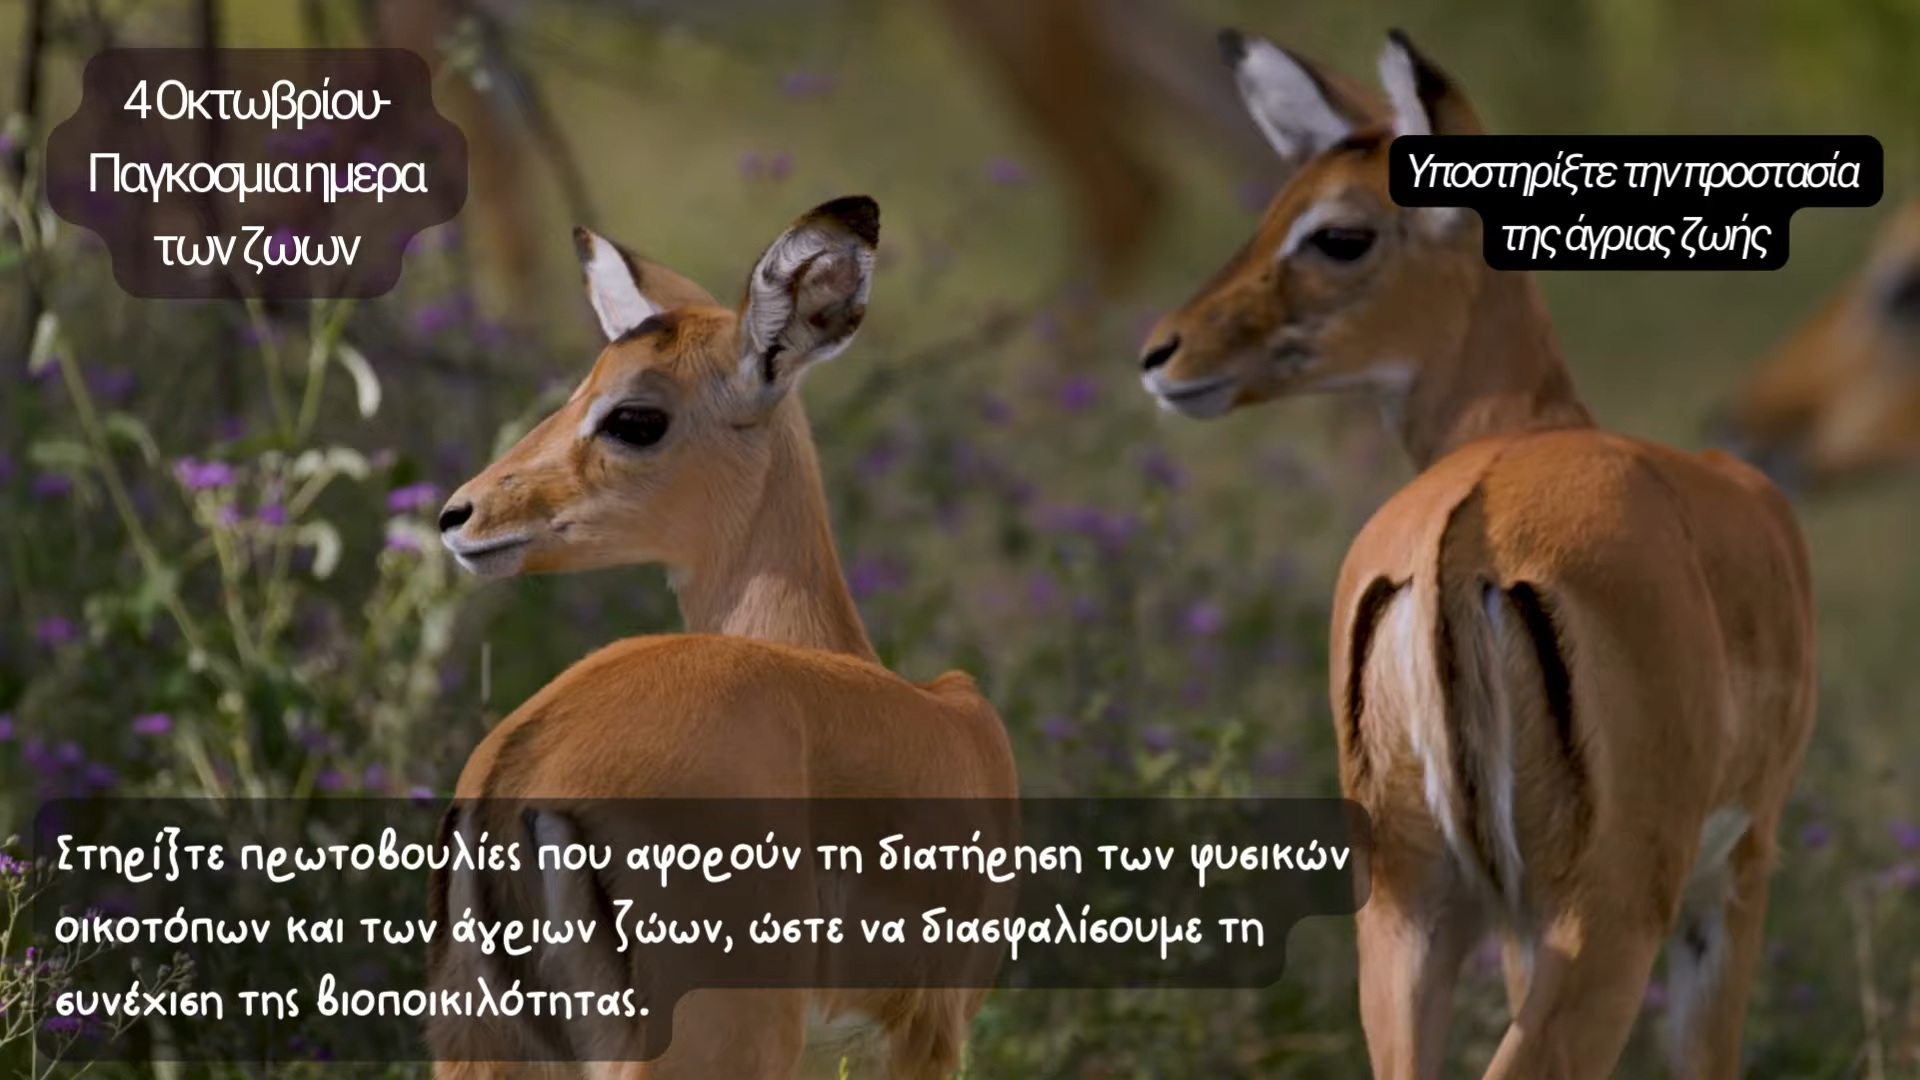 4 Οκτωβρίου-
Παγκοσμια ημερα
των ζωων
Υποστηρίξτε την προστασία
της άγριας ζωής
Στηρίξτε πρωτοβουλίες που αφορούν τη διατήρηση των φυσικών
οικοτόπων και των άγριων ζώων, ώστε να διασφαλίσουμε τη
συνέχιση της βιοποικιλότητας.